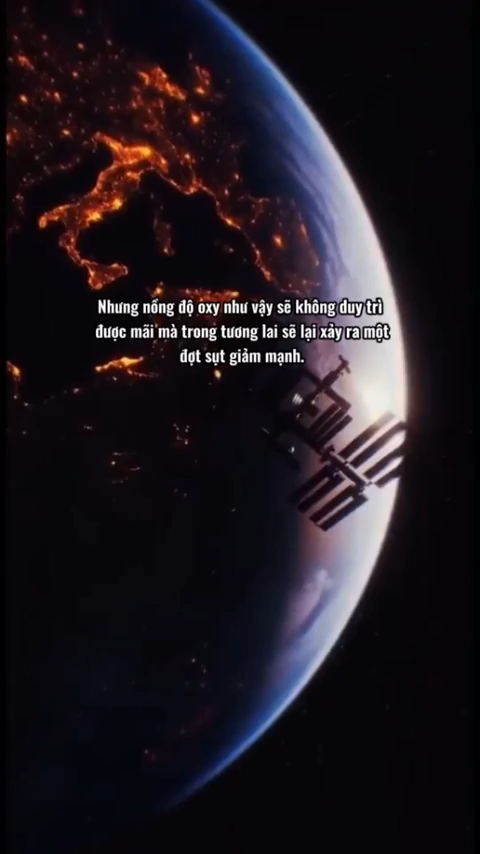 Nhưng nồng độ oxy như vậy sẽ không duy trì
được mãi mà trong tương lai sẽ lại xảy ra một
đợt sụt giảm mạnh.